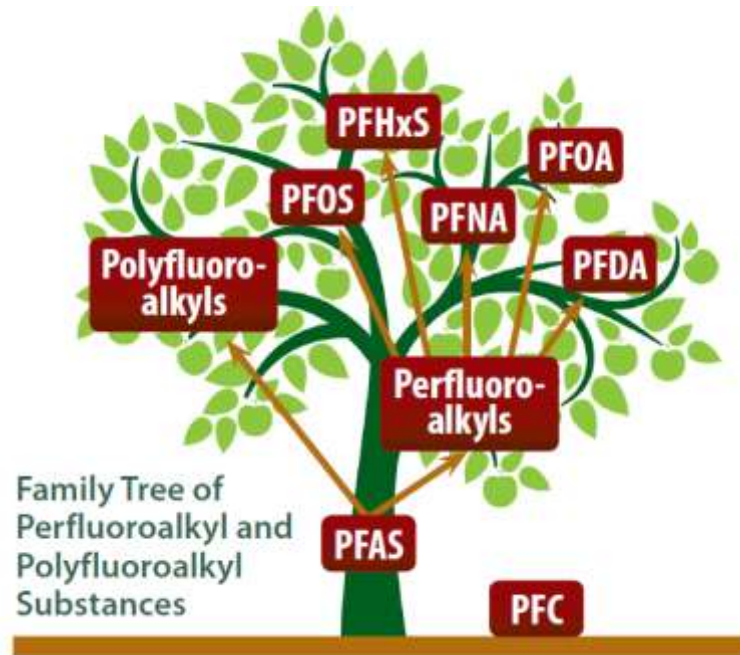 PFHxS
PFOA
PFOS
PFNA
Polyfluoro-
alkyls
PFDA
Perfluoro-
alkyls
Family Tree of
Perfluoroalkyl and
Polyfluoroalkyl
Substances
PFAS
PFC